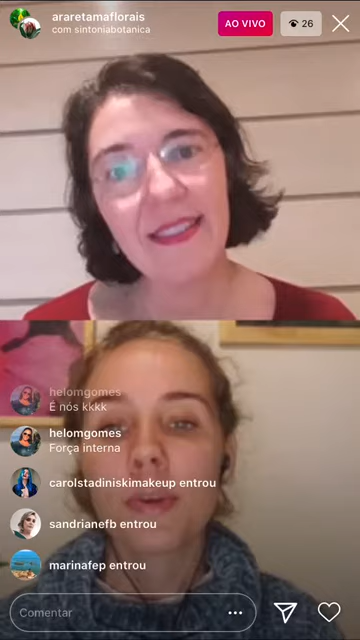 araretamaflorais
com sintoniabotanica
AO VIVO
26
helomgomes
É nós kkkk
helomgomes
Força interna
carolstadiniskimakeup entrou
sandrianefb entrou
marinafep entrou
Comentar